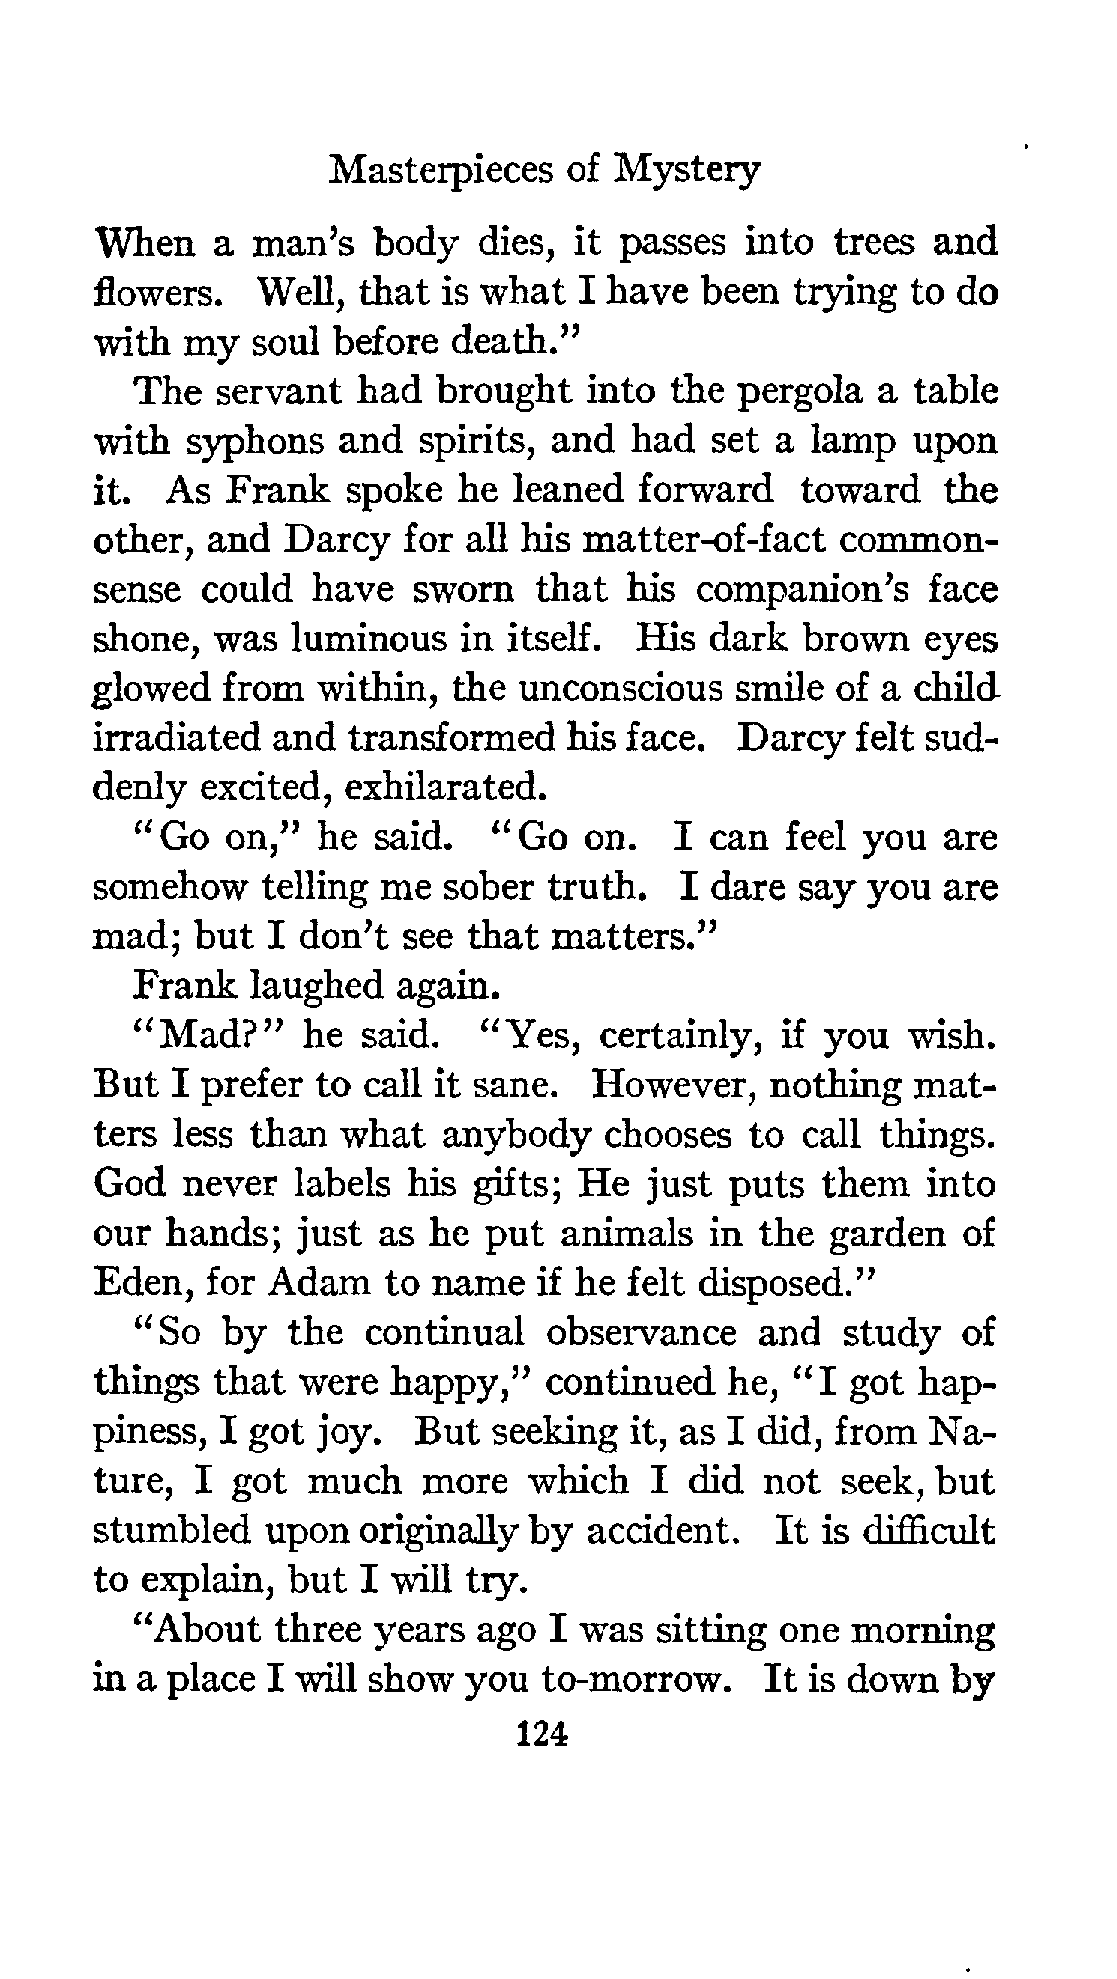 Masterpieces of Mystery
When a man's body dies, it passes into trees and
flowers. Well, that is what I have been trying to do
with my soul before death."
The servant had brought into the pergola a table
with syphons and spirits, and had set a lamp upon
it. As Frank spoke he leaned forward toward the
other, and Darcy for all his matter-of-fact common-
sense could have sworn that his companion's face
shone, was luminous in itself. His dark brown eyes
glowed from within, the unconscious smile of a child
irradiated and transformed his face. Darcy felt sud-
denly excited, exhilarated.
"Go on," he said. "Go on. I can feel you are
somehow telling me sober truth. I dare say you are
mad; but I don't see that matters."
Frank laughed again.
"Mad?" he said. "Yes, certainly, if you wish.
But I prefer to call it sane. However, nothing mat-
ters less than what anybody chooses to call things.
God never labels his gifts; He just puts them into
our hands; just as he put animals in the garden of
Eden, for Adam to name if he felt disposed."
"So by the continual observance and study of
things that were happy," continued he, "I got hap-
piness, I got joy. But seeking it, as I did, from Na-
ture, I got much more which I did not seek, but
stumbled upon originally by accident. It is difficult
to explain, but I will try.
"About three years ago I was sitting one morning
in a place I will show you to-morrow. It is down by
124